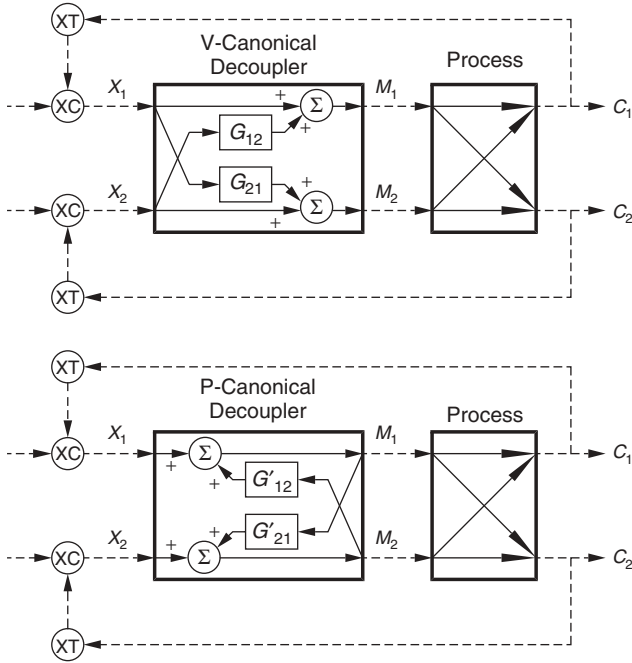 XT
V-Canonical
Decoupler
Process
XC
X₁
+
+
Σ
M₁
C₁
G₁₂
G₂₁
+
XC
X₂
+
Σ
M₂
C₂
XT
XT
P-Canonical
Decoupler
Process
XC
X₁
+
Σ
M₁
C₁
+
G'₁₂
G'₂₁
+
XC
X₂
+
Σ
M₂
C₂
XT